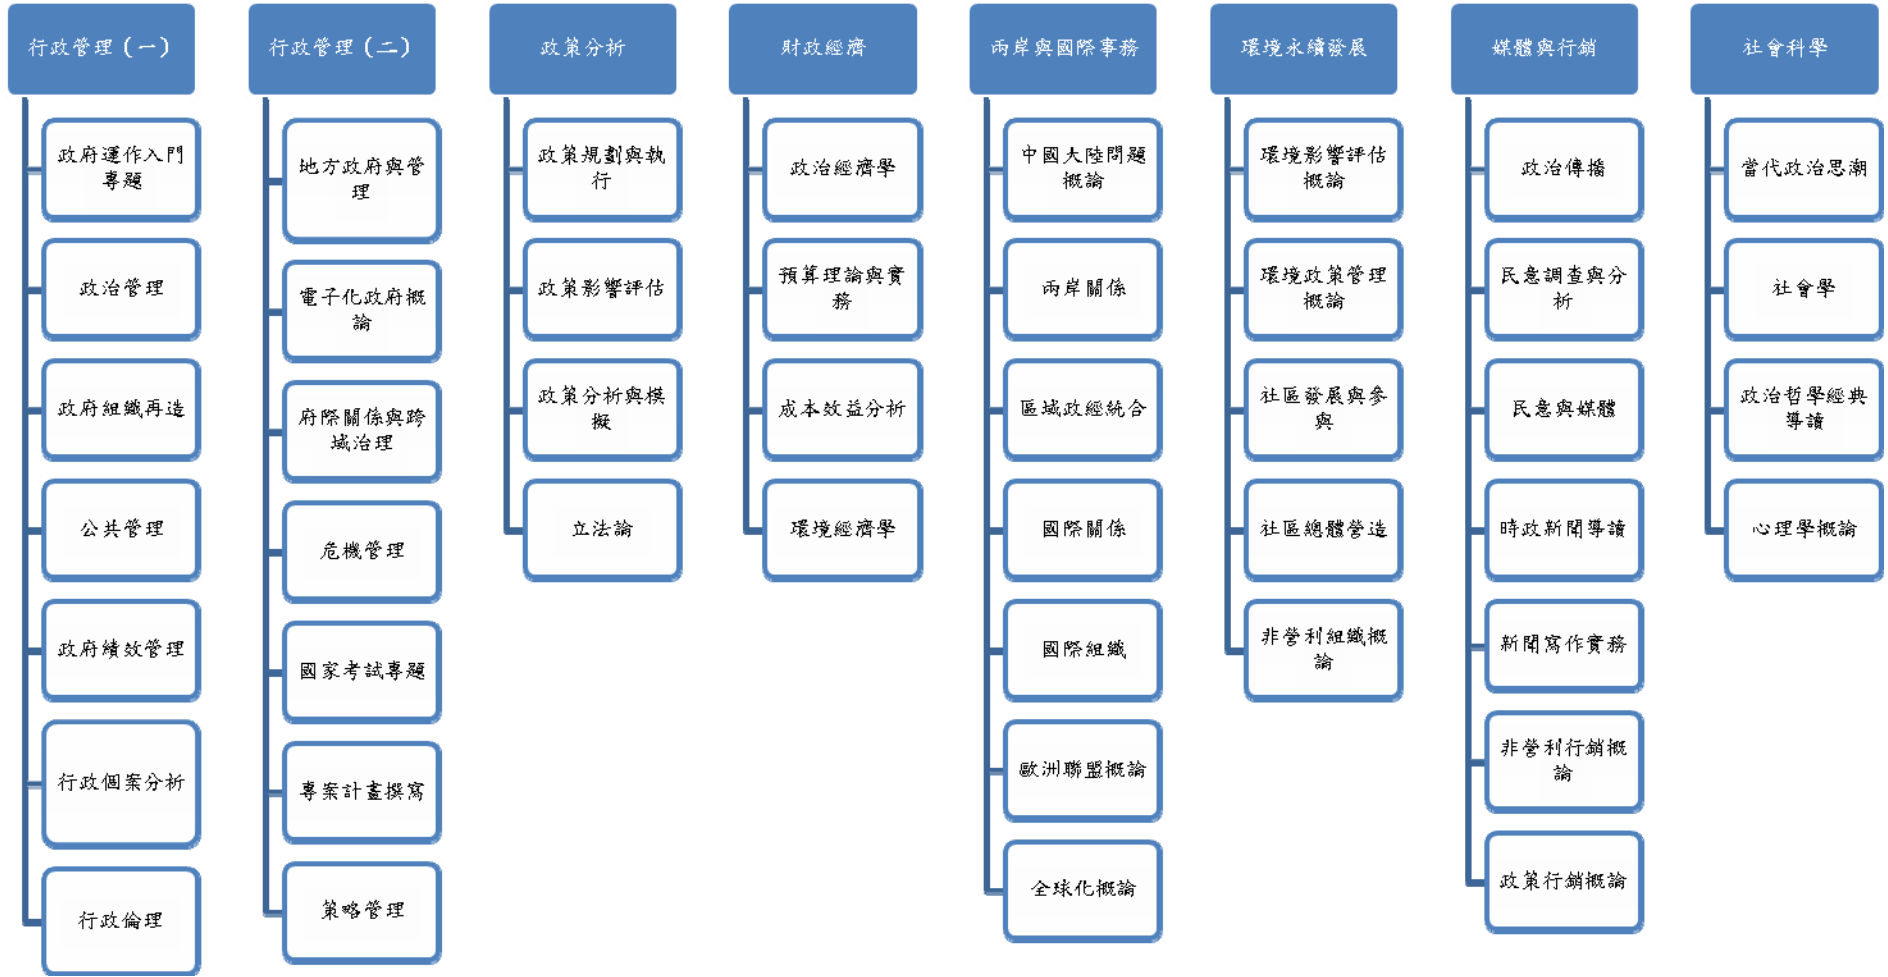 行政管理(一)
政府運作入門
專題
政治管理
政府組織再造
公共管理
政府績效管理
行政個案分析
行政倫理
行政管理(二)
地方政府與管
理
電子化政府概
論
府際關係與跨
域治理
危機管理
國家考試專題
專案計畫撰寫
策略管理
政策分析
政策規劃與執
行
政策影響評估
政策分析與模
擬
立法論
財政經濟
政治經濟學
預算理論與實
務
成本效益分析
環境經濟學
兩岸與國際事務
中國大陸問題
概論
兩岸關係
區域政經統合
國際關係
國際組織
歐洲聯盟概論
全球化概論
環境永續發展
環境影響評估
概論
環境政策管理
概論
社區發展與參
與
社區總體營造
非營利組織概
論
媒體與行銷
政治傳播
民意調查與分
析
民意與媒體
時政新聞導讀
新聞寫作實務
非營利行銷概
論
政策行銷概論
社會科學
當代政治思潮
社會學
政治哲學經典
導讀
心理學概論